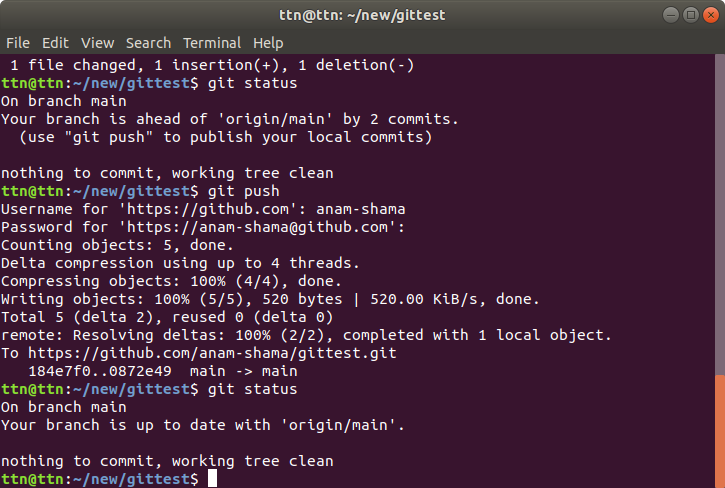 ttn@ttn: ~/new/gittest
File Edit View Search Terminal Help
 1 file changed, 1 insertion(+), 1 deletion(-)
ttn@ttn:~/new/gittest$ git status
On branch main
Your branch is ahead of 'origin/main' by 2 commits.
  (use "git push" to publish your local commits)

nothing to commit, working tree clean
ttn@ttn:~/new/gittest$ git push
Username for 'https://github.com': anam-shama
Password for 'https://anam-shama@github.com':
Counting objects: 5, done.
Delta compression using up to 4 threads.
Compressing objects: 100% (4/4), done.
Writing objects: 100% (5/5), 520 bytes | 520.00 KiB/s, done.
Total 5 (delta 2), reused 0 (delta 0)
remote: Resolving deltas: 100% (2/2), completed with 1 local object.
To https://github.com/anam-shama/gittest.git
   184e7f0..0872e49  main -> main
ttn@ttn:~/new/gittest$ git status
On branch main
Your branch is up to date with 'origin/main'.

nothing to commit, working tree clean
ttn@ttn:~/new/gittest$